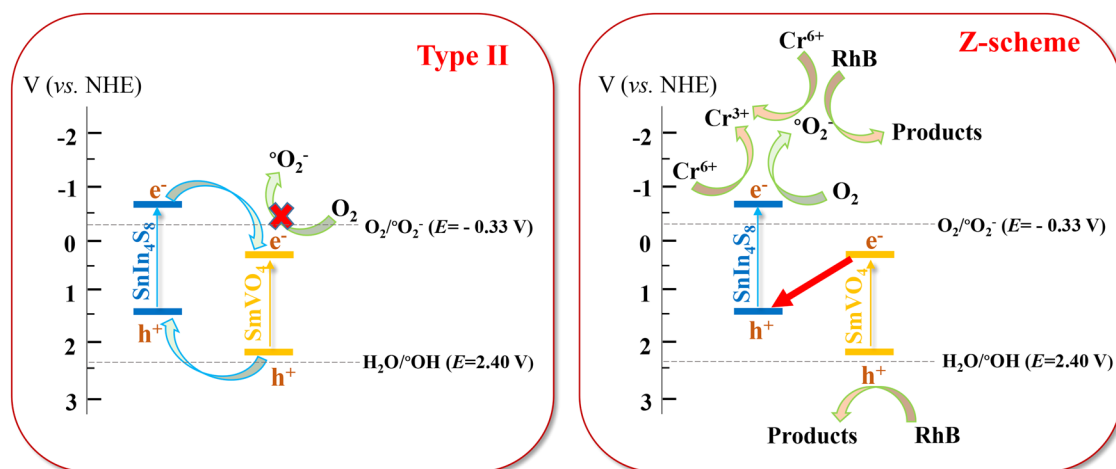 Type II
V (vs. NHE)
-2
-1
0
1
2
3
e⁻
SnIn₄S₈
h⁺
°O₂⁻
O₂
O₂/°O₂⁻ (E= - 0.33 V)
e⁻
SmVO₄
h⁺
H₂O/°OH (E=2.40 V)
Z-scheme
V (vs. NHE)
-2
-1
0
1
2
3
Cr⁶⁺
RhB
Cr³⁺
°O₂⁻
Products
Cr⁶⁺
e⁻
O₂
O₂/°O₂⁻ (E= - 0.33 V)
SnIn₄S₈
h⁺
e⁻
SmVO₄
h⁺
H₂O/°OH (E=2.40 V)
Products
RhB